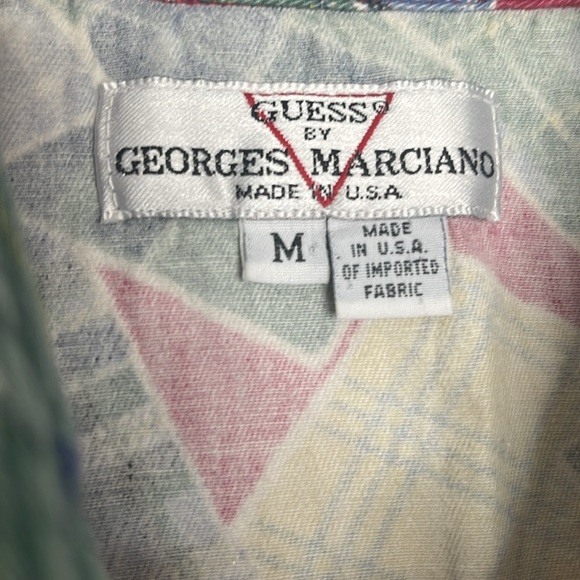 GUESS®
BY
GEORGES MARCIANO
MADE IN U.S.A
M
MADE
IN U.S.A.
OF IMPORTED
FABRIC